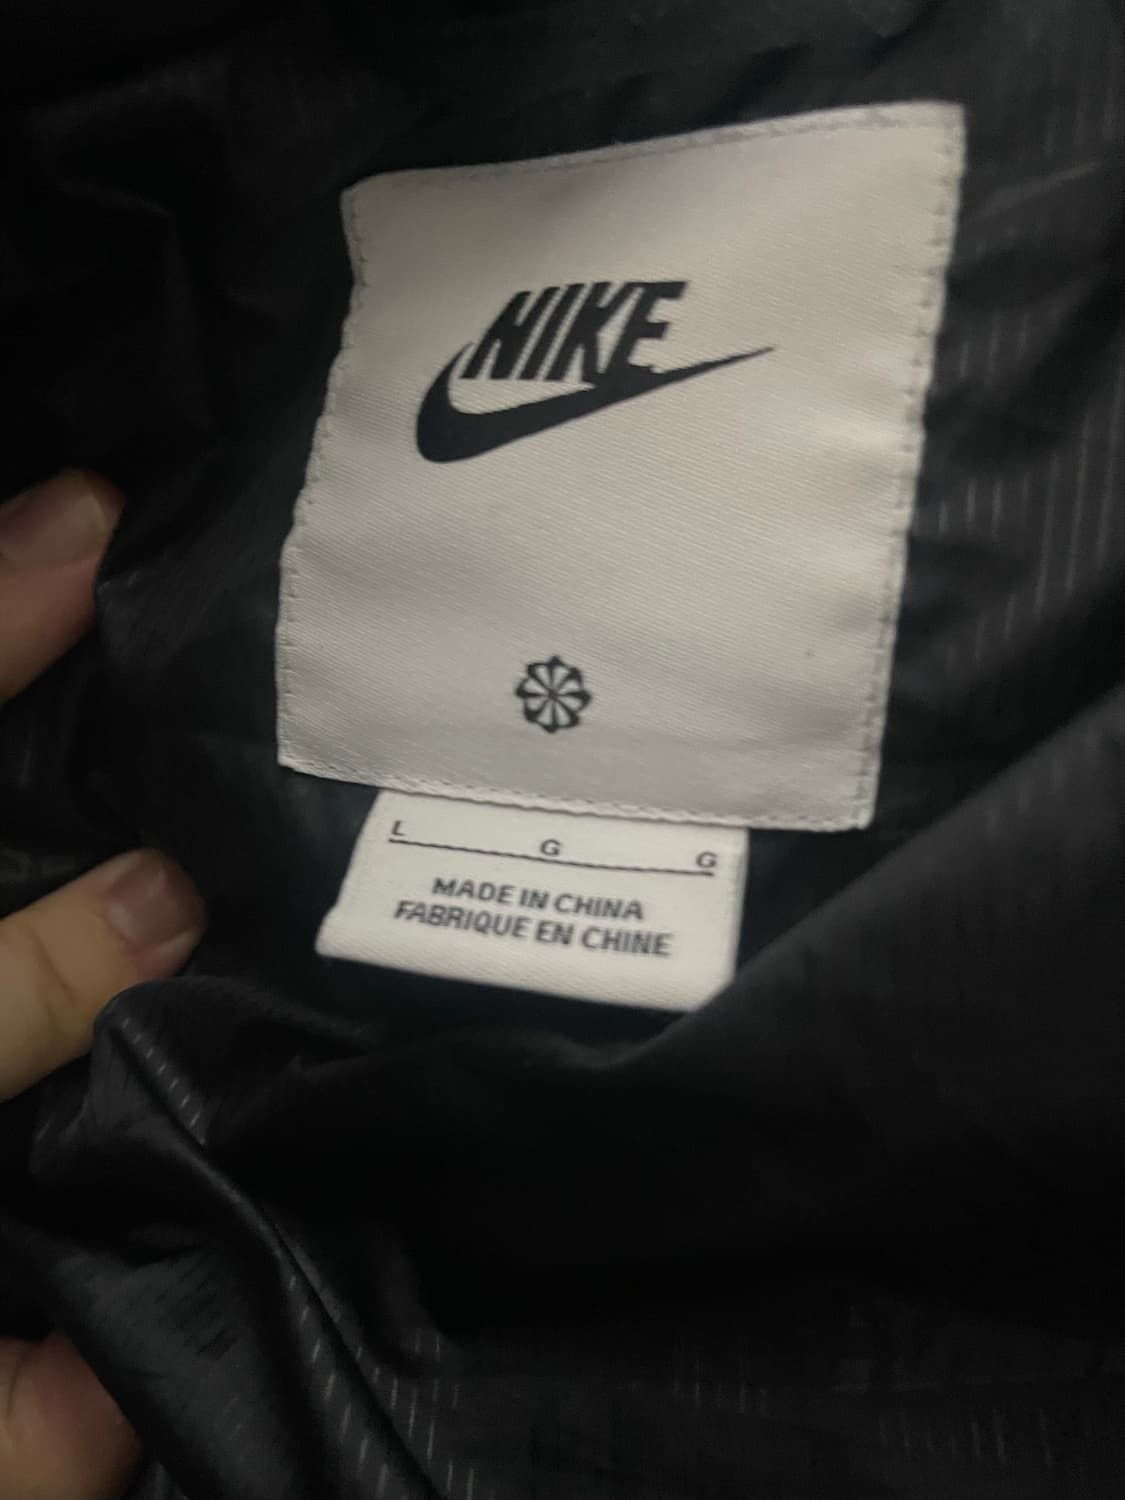 NIKE
L G G
MADE IN CHINA
FABRIQUE EN CHINE